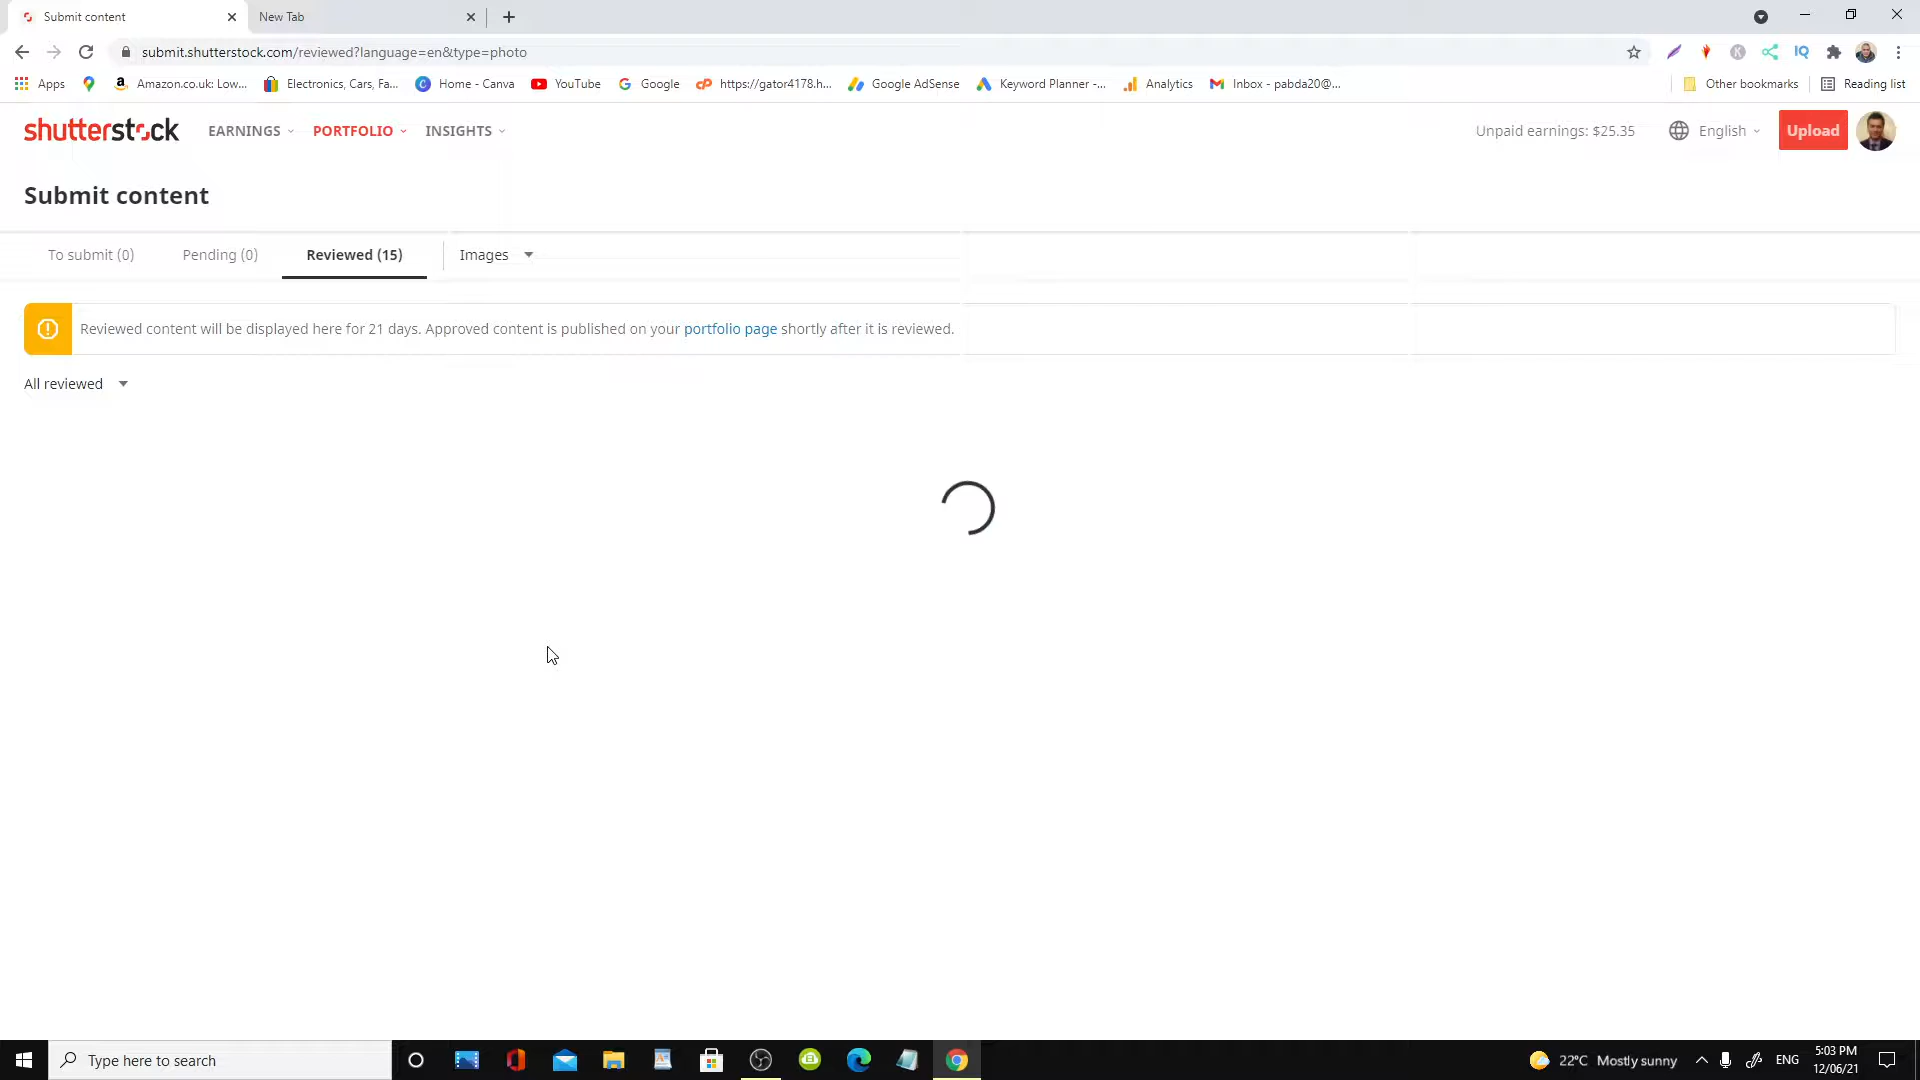 Submit content
New Tab
submit.shutterstock.com/reviewed?language=en&type=photo
Apps
Amazon.co.uk: Low...
Electronics, Cars, Fa...
Home - Canva
YouTube
Google
https://gator4178.h...
Google AdSense
Keyword Planner -...
Analytics
Inbox - pabda20@...
Other bookmarks
Reading list
shutterstock
EARNINGS
PORTFOLIO
INSIGHTS
Unpaid earnings: $25.35
English
Upload
Submit content
To submit (0)
Pending (0)
Reviewed (15)
Images
Reviewed content will be displayed here for 21 days. Approved content is published on your portfolio page shortly after it is reviewed.
All reviewed
Type here to search
22°C Mostly sunny
ENG
5:03 PM
12/06/21